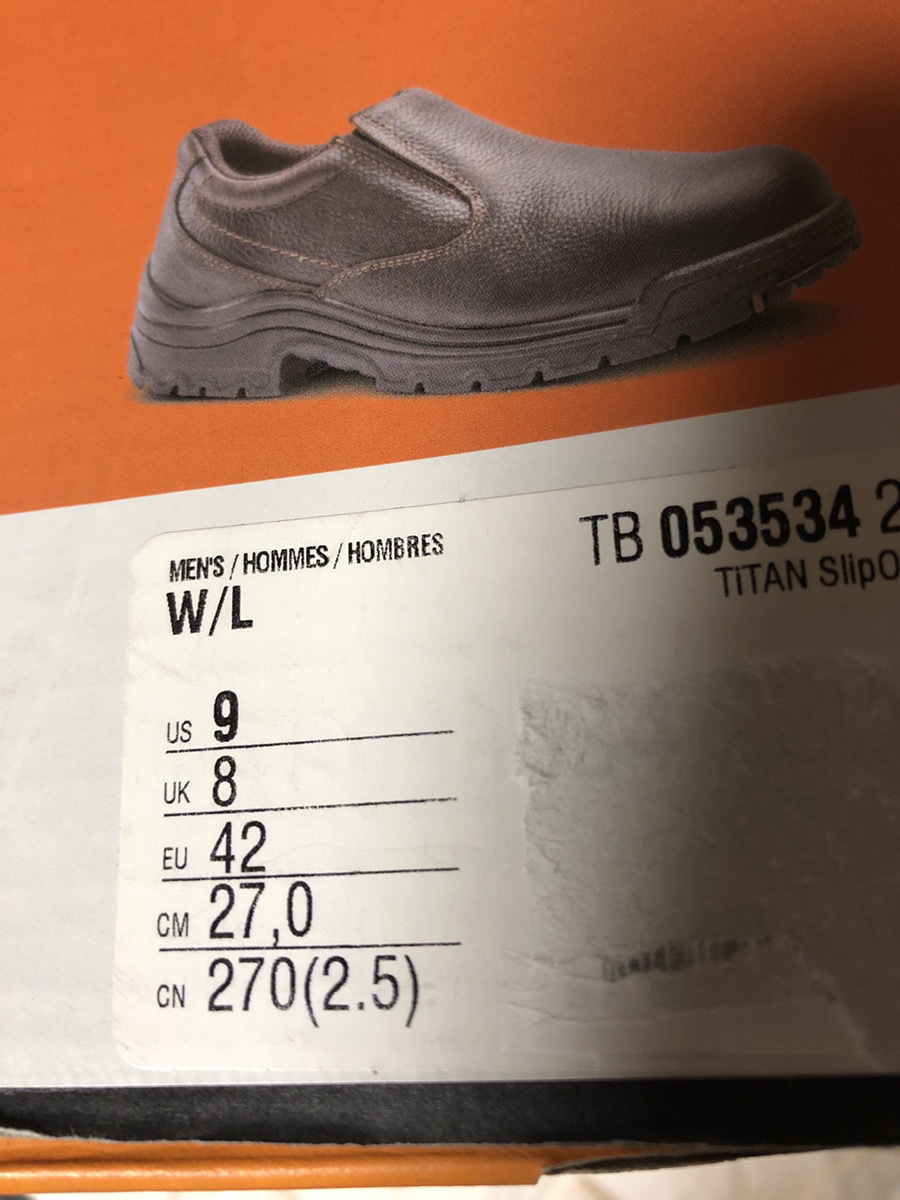 MEN'S / HOMMES / HOMBRES
W/L
TB 053534 2
TiTAN SlipO
US 9
UK 8
EU 42
CM 27,0
CN 270(2.5)